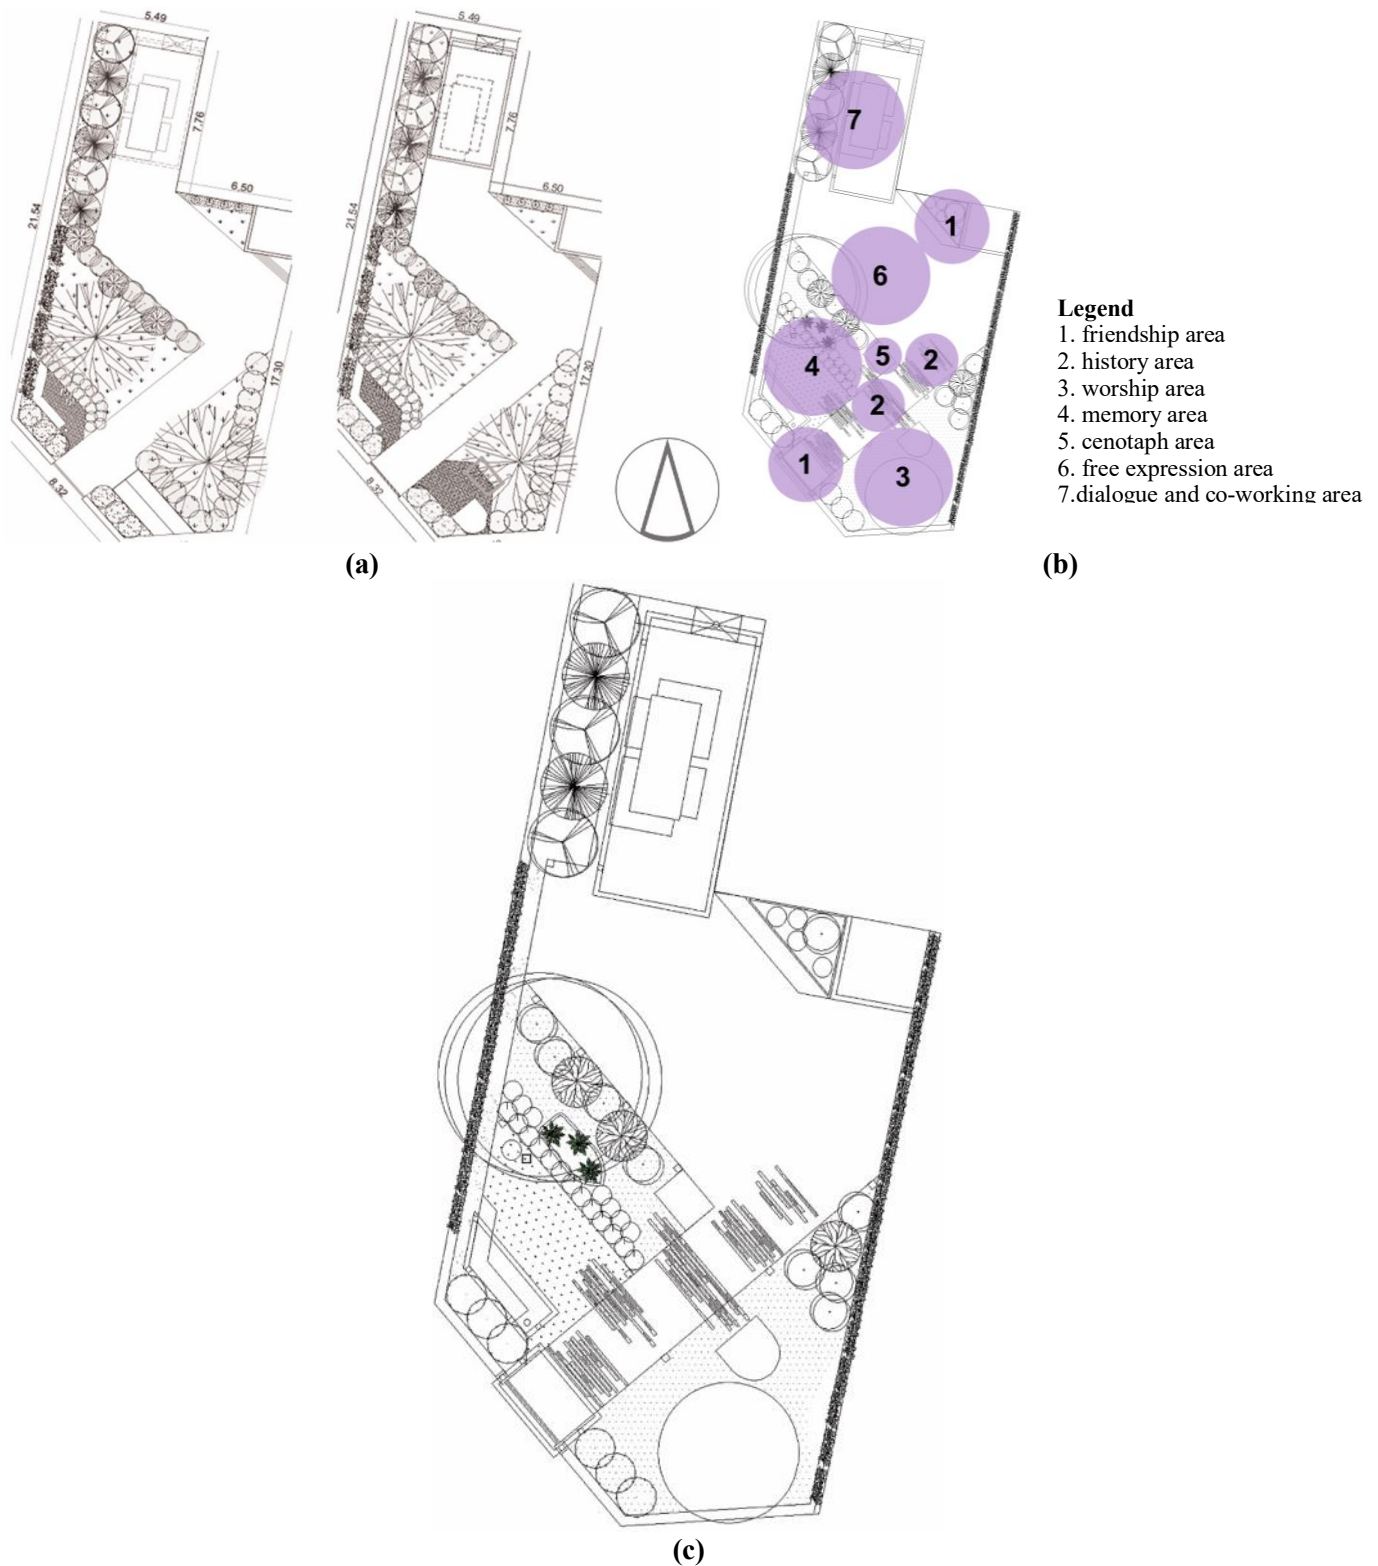 5.49
7.76
21.54
6.50
17.30
8.32
5.49
7.76
21.54
6.50
17.30
8.32
(a)
7
1
6
4
5
2
2
1
3
Legend
1. friendship area
2. history area
3. worship area
4. memory area
5. cenotaph area
6. free expression area
7.dialogue and co-working area
(b)
(c)